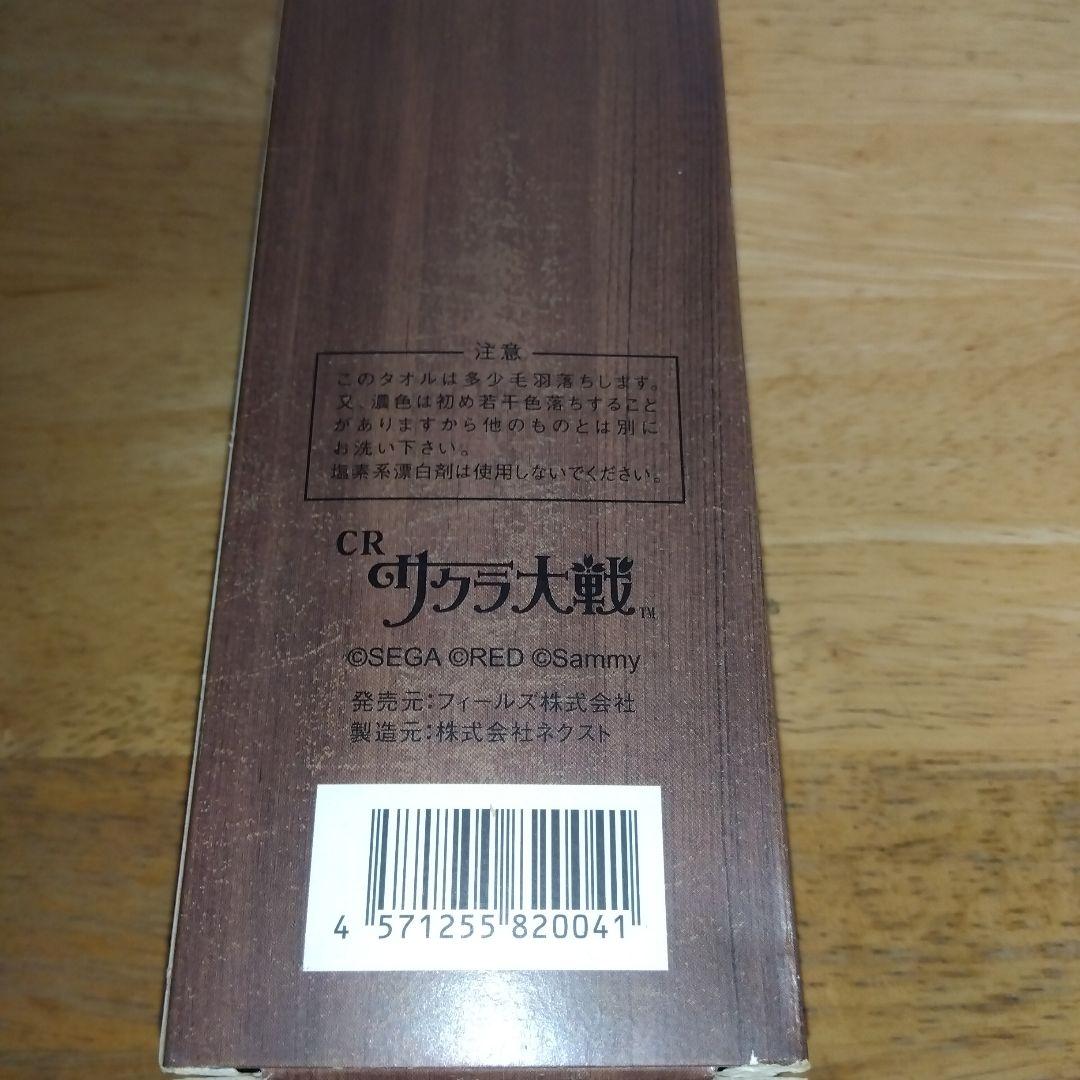 注意
このタオルは多少毛羽落ちします。
又、濃色は初め若干色落ちすること
がありますから他のものとは別に
お洗い下さい。
塩素系漂白剤は使用しないでください。
CR
サクラ大戦™
©SEGA ©RED ©Sammy
発売元：フィールズ株式会社
製造元：株式会社ネクスト
4 571255 820041